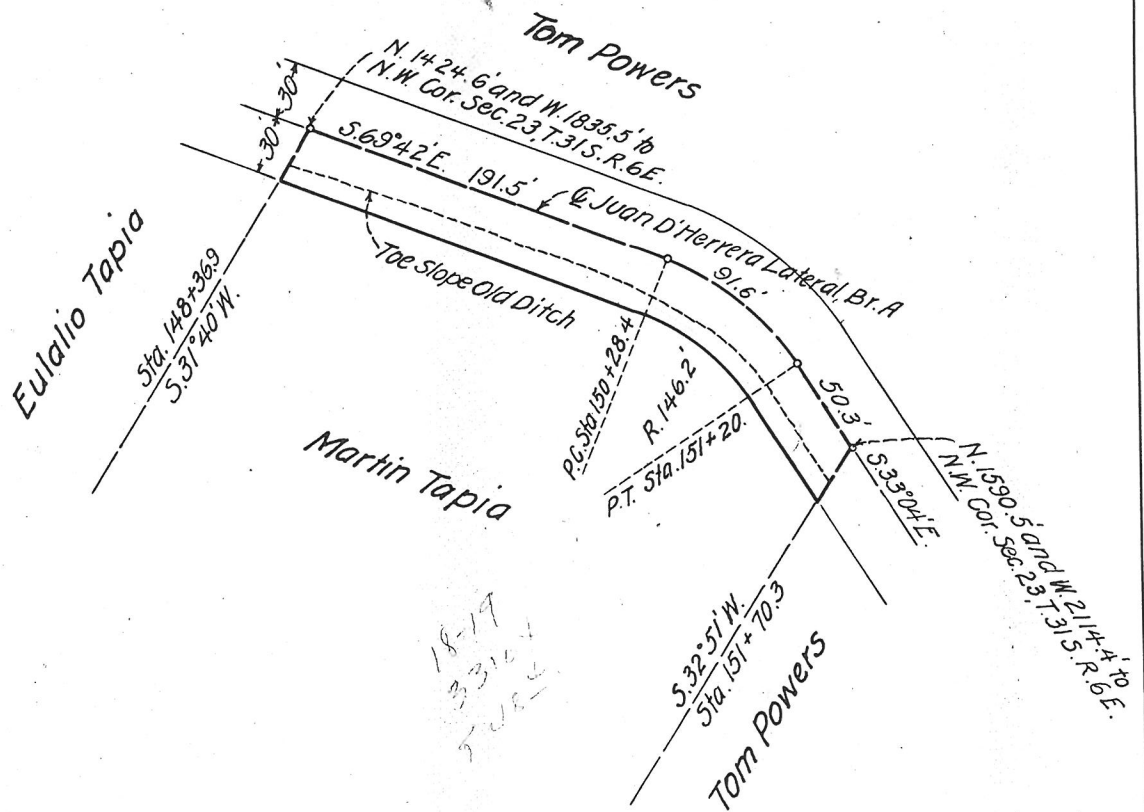 Tom Powers
N. 1424.6' and W. 1835.5' to
N.W. Cor. Sec. 23, T. 31 S. R. 6 E.
30'
30'
S. 69° 42' E.
191.5'
℄ Juan D'Herrera Lateral, Br. A
91.6'
Toe Slope Old Ditch
Eulalio Tapia
Sta. 148+36.9
S. 31° 40' W.
P.C. Sta 150+28.4
R. 146.2'
P.T. Sta. 151+20.
50.3'
Martin Tapia
S. 33° 04' E.
N. 1590.5' and W. 2114.4' to
N.W. Cor. Sec. 23, T. 31 S. R. 6 E.
S. 32° 51' W.
Sta. 151+70.3
Tom Powers
18-19